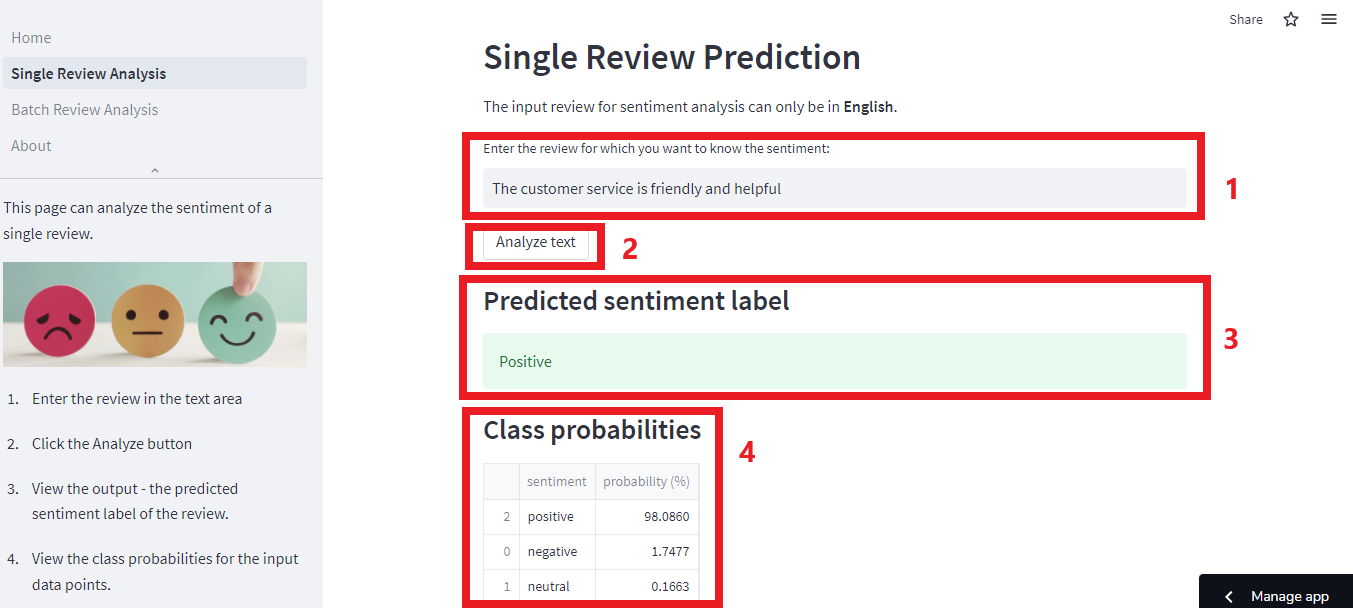 Home
Single Review Analysis
Batch Review Analysis
About
This page can analyze the sentiment of a
single review.
1. Enter the review in the text area
2. Click the Analyze button
3. View the output - the predicted
sentiment label of the review.
4. View the class probabilities for the input
data points.
Share
Single Review Prediction
The input review for sentiment analysis can only be in English.
Enter the review for which you want to know the sentiment:
The customer service is friendly and helpful
1
Analyze text
2
Predicted sentiment label
Positive
3
Class probabilities
4
sentiment probability (%)
2 positive 98.0860
0 negative 1.7477
1 neutral 0.1663
Manage app